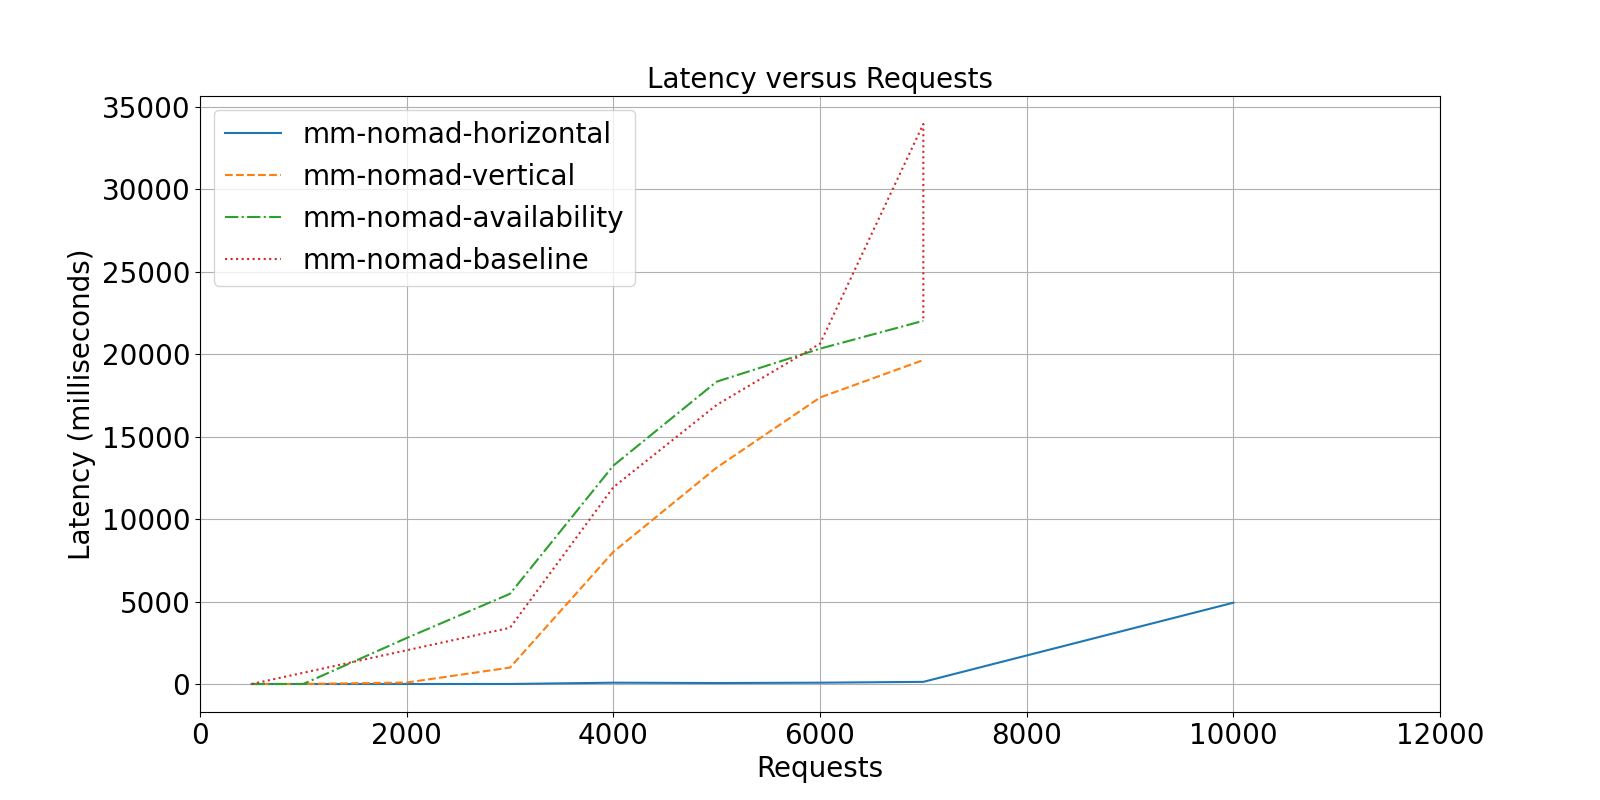 Latency versus Requests
35000
30000
25000
20000
15000
10000
5000
0
Latency (milliseconds)
mm-nomad-horizontal
mm-nomad-vertical
mm-nomad-availability
mm-nomad-baseline
0 2000 4000 6000 8000 10000 12000
Requests